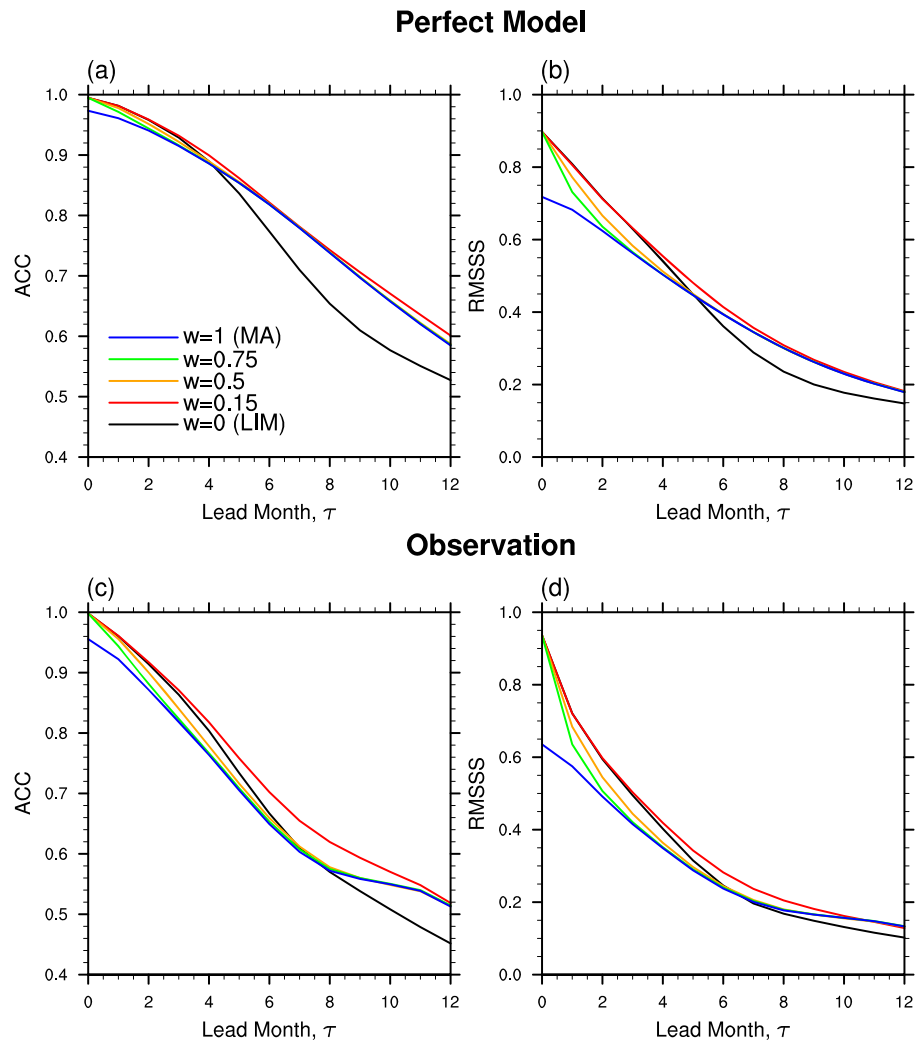 Perfect Model
(a)
(b)
1.0
0.9
0.8
0.7
0.6
0.5
0.4
ACC
w=1 (MA)
w=0.75
w=0.5
w=0.15
w=0 (LIM)
0 2 4 6 8 10 12
Lead Month, τ
1.0
0.8
0.6
0.4
0.2
0.0
RMSSS
0 2 4 6 8 10 12
Lead Month, τ
Observation
(c)
(d)
1.0
0.9
0.8
0.7
0.6
0.5
0.4
ACC
0 2 4 6 8 10 12
Lead Month, τ
1.0
0.8
0.6
0.4
0.2
0.0
RMSSS
0 2 4 6 8 10 12
Lead Month, τ